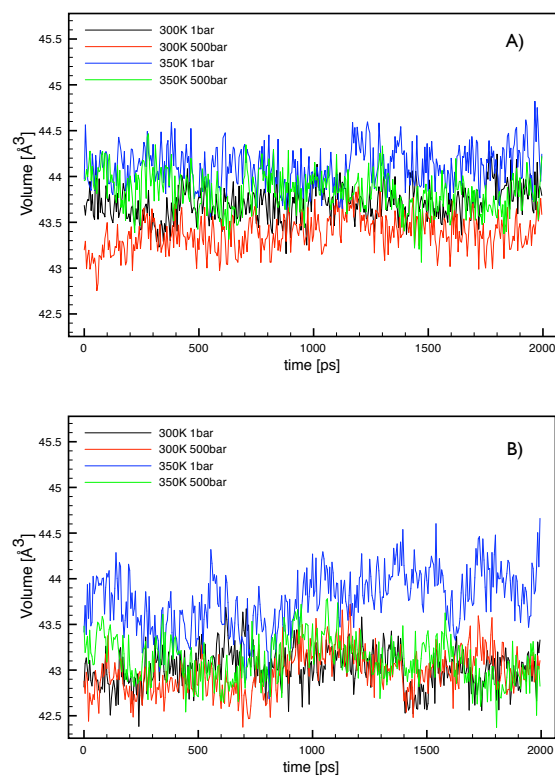 300K 1bar
300K 500bar
350K 1bar
350K 500bar
A)
45.5
45
44.5
44
43.5
43
42.5
Volume [Å3]
0 500 1000 1500 2000
time [ps]
300K 1bar
300K 500bar
350K 1bar
350K 500bar
B)
45.5
45
44.5
44
43.5
43
42.5
Volume [Å3]
0 500 1000 1500 2000
time [ps]